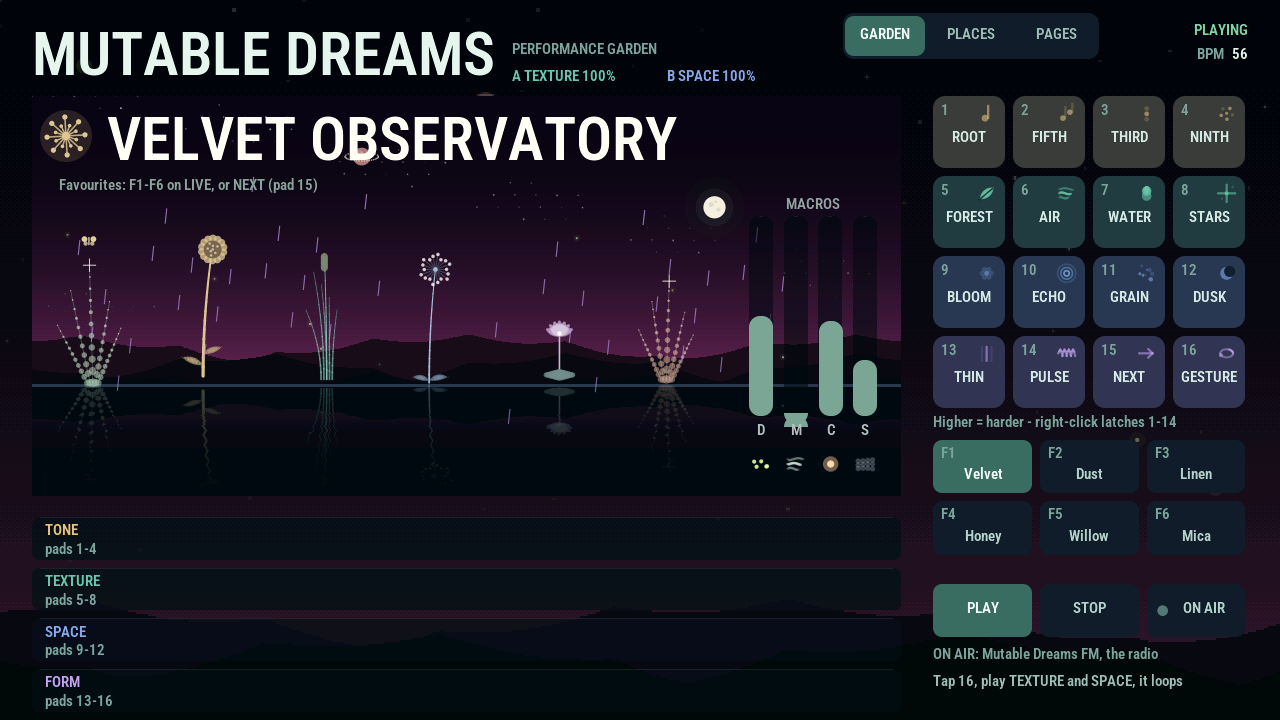 MUTABLE DREAMS
PERFORMANCE GARDEN
A TEXTURE 100% B SPACE 100%
GARDEN PLACES PAGES
PLAYING
BPM 56
VELVET OBSERVATORY
Favourites: F1-F6 on LIVE, or NEXT (pad 15)
MACROS
D M C S
1 ROOT
2 FIFTH
3 THIRD
4 NINTH
5 FOREST
6 AIR
7 WATER
8 STARS
9 BLOOM
10 ECHO
11 GRAIN
12 DUSK
13 THIN
14 PULSE
15 NEXT
16 GESTURE
Higher = harder - right-click latches 1-14
F1 Velvet
F2 Dust
F3 Linen
F4 Honey
F5 Willow
F6 Mica
PLAY STOP ON AIR
ON AIR: Mutable Dreams FM, the radio
Tap 16, play TEXTURE and SPACE, it loops
TONE
pads 1-4
TEXTURE
pads 5-8
SPACE
pads 9-12
FORM
pads 13-16